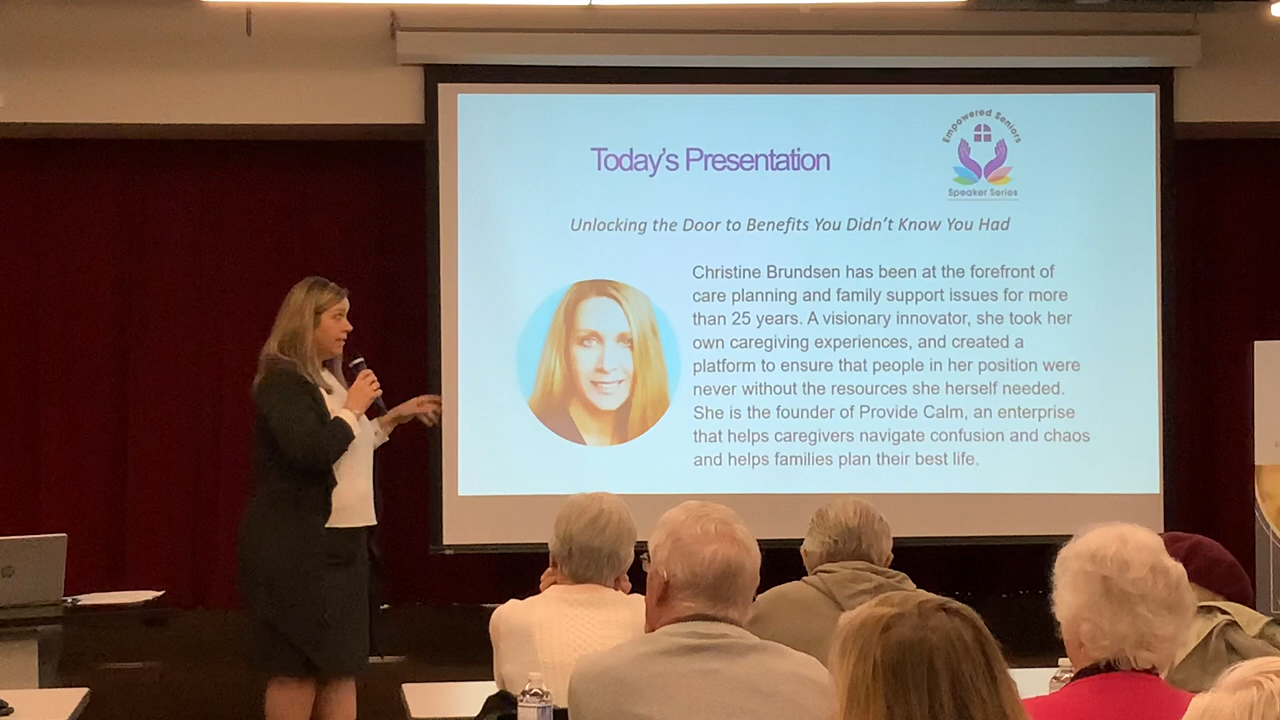 Empowered Seniors
Speaker Series
Today's Presentation
Unlocking the Door to Benefits You Didn't Know You Had
Christine Brundsen has been at the forefront of
care planning and family support issues for more
than 25 years. A visionary innovator, she took her
own caregiving experiences, and created a
platform to ensure that people in her position were
never without the resources she herself needed.
She is the founder of Provide Calm, an enterprise
that helps caregivers navigate confusion and chaos
and helps families plan their best life.
hp